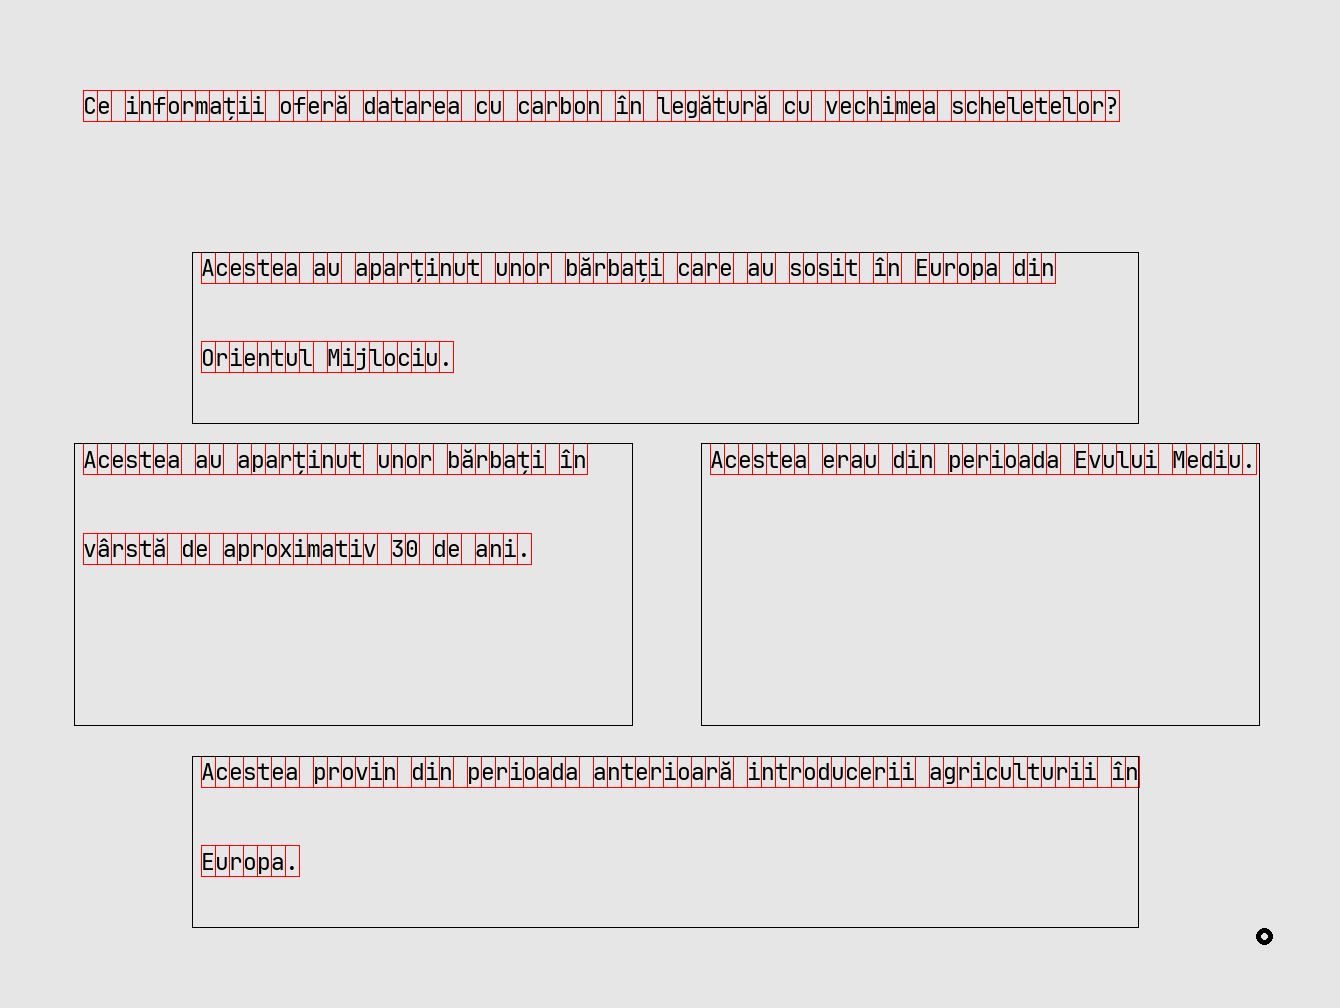 Ce informații oferă datarea cu carbon în legătură cu vechimea scheletelor?
Acestea au aparținut unor bărbați care au sosit în Europa din
Orientul Mijlociu.
Acestea au aparținut unor bărbați în
vârstă de aproximativ 30 de ani.
Acestea erau din perioada Evului Mediu.
Acestea provin din perioada anterioară introducerii agriculturii în
Europa.